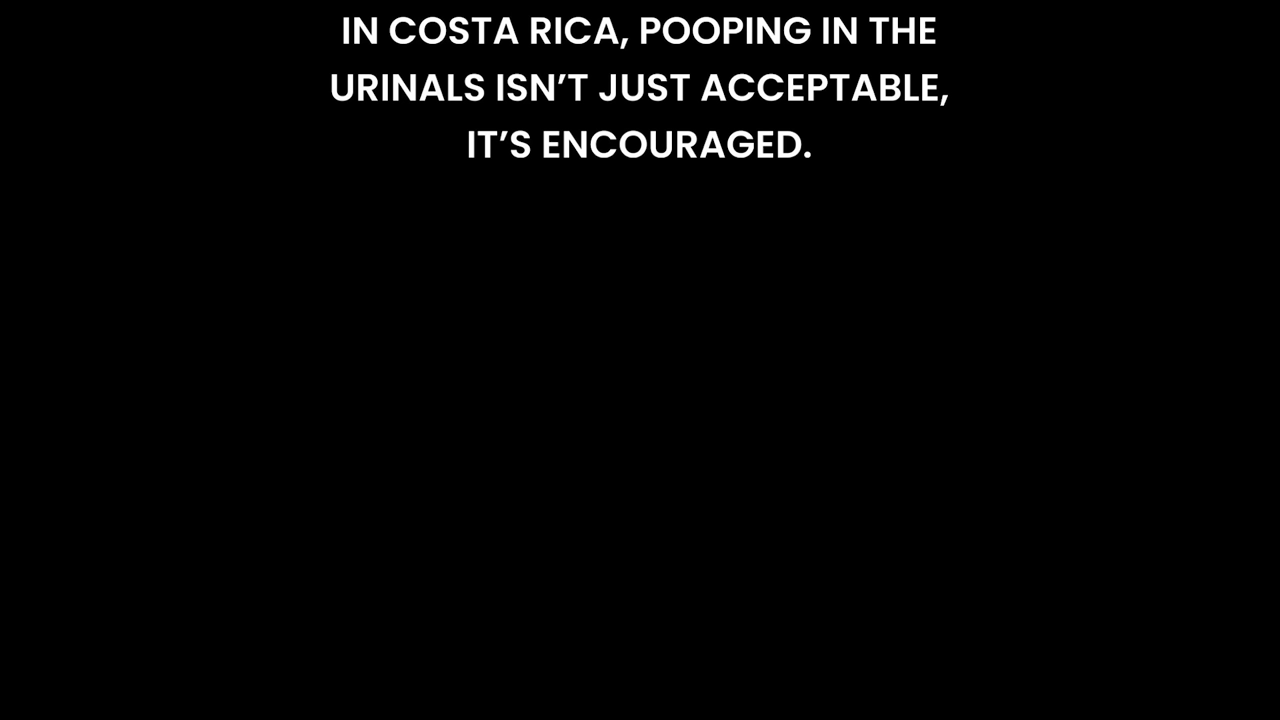 IN COSTA RICA, POOPING IN THE
URINALS ISN’T JUST ACCEPTABLE,
IT’S ENCOURAGED.